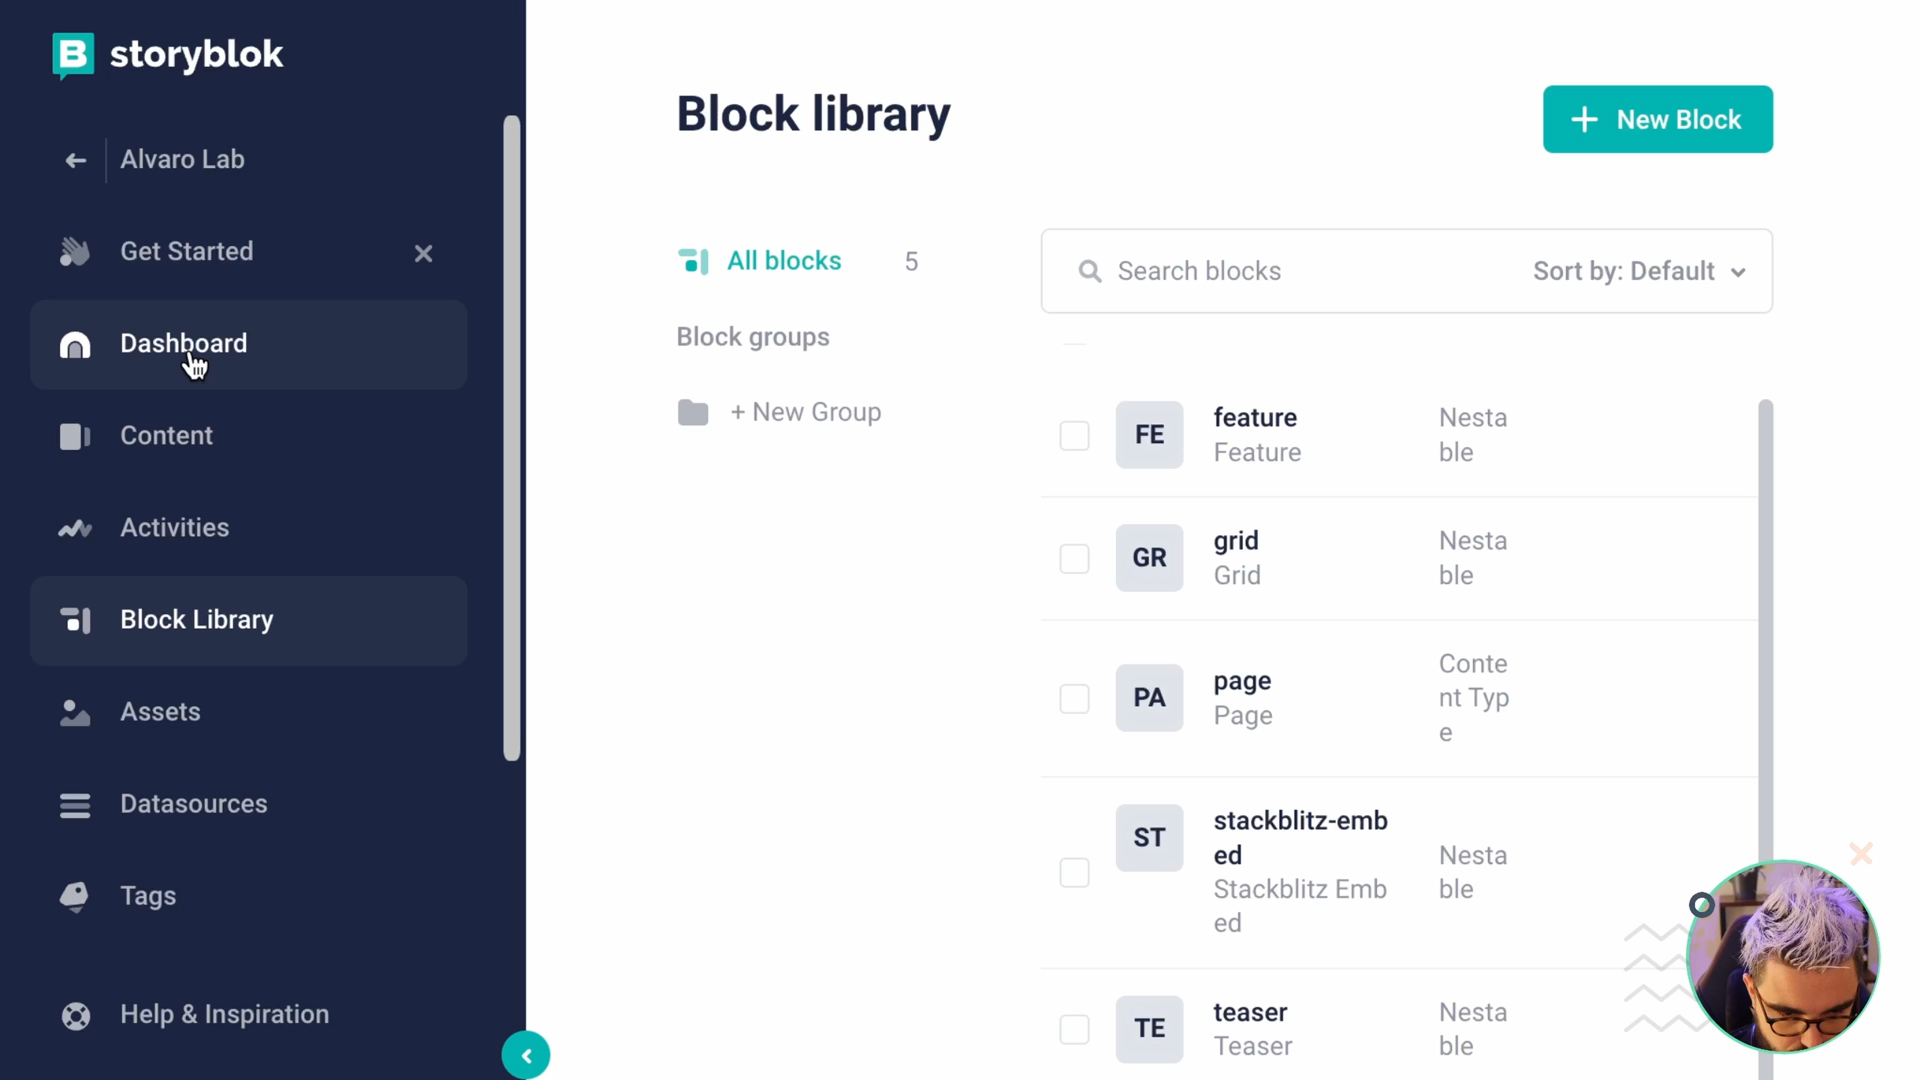 storyblok
Alvaro Lab
Get Started
Dashboard
Content
Activities
Block Library
Assets
Datasources
Tags
Help & Inspiration
Block library
New Block
All blocks 5
Block groups
+ New Group
Search blocks
Sort by: Default
FE
feature
Feature
Nesta
ble
GR
grid
Grid
Nesta
ble
PA
page
Page
Conte
nt Typ
e
ST
stackblitz-emb
ed
Stackblitz Emb
ed
Nesta
ble
TE
teaser
Teaser
Nesta
ble